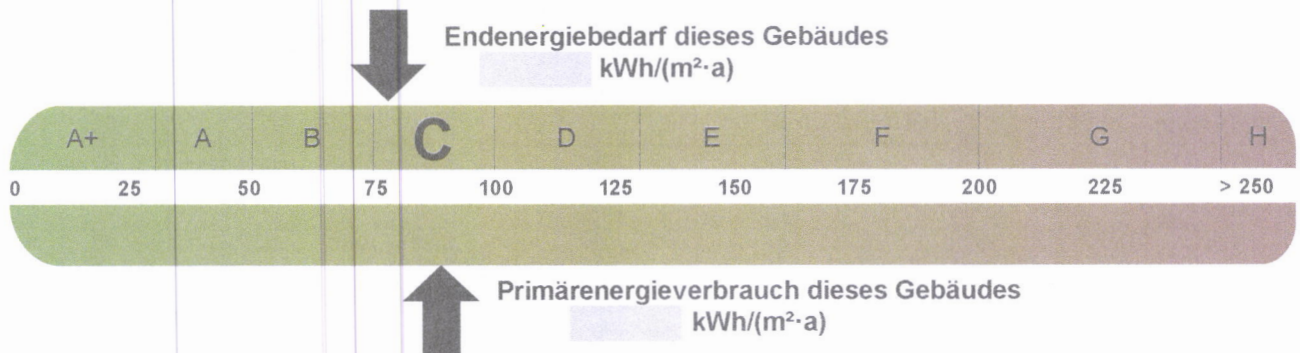 Endenergiebedarf dieses Gebäudes
kWh/(m²·a)
A+ A B C D E F G H
0 25 50 75 100 125 150 175 200 225 > 250
Primärenergieverbrauch dieses Gebäudes
kWh/(m²·a)